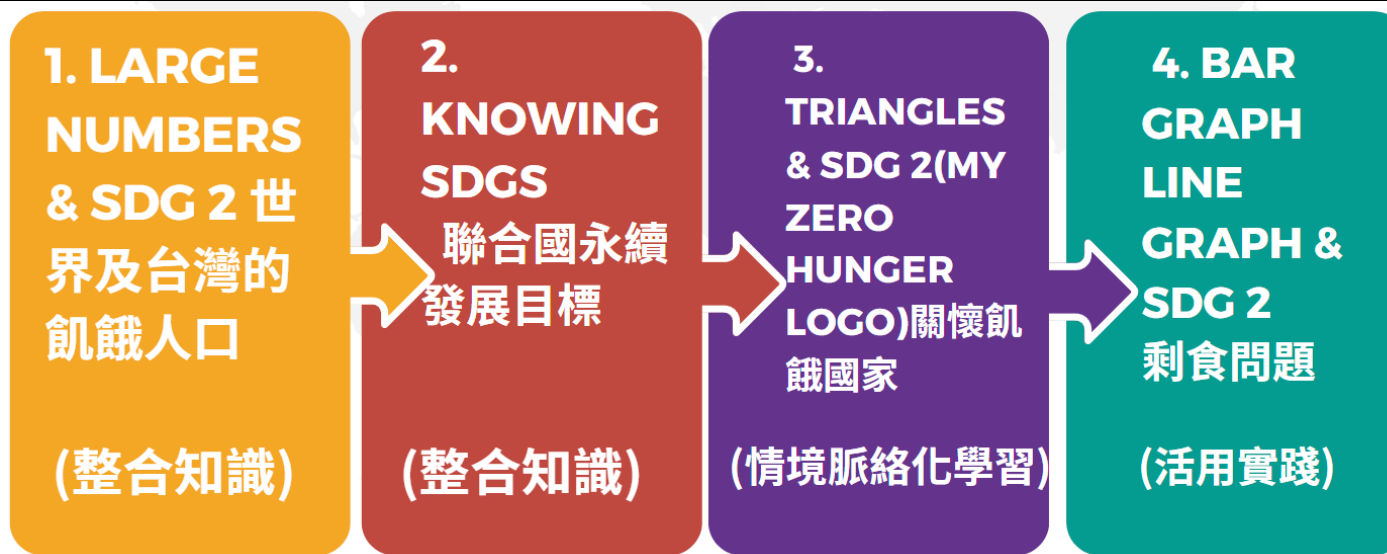 1. LARGE
NUMBERS
& SDG 2 世
界及台灣的
飢餓人口
(整合知識)
2.
KNOWING
SDGS
聯合國永續
發展目標
(整合知識)
3.
TRIANGLES
& SDG 2(MY
ZERO
HUNGER
LOGO)關懷飢
餓國家
(情境脈絡化學習)
4. BAR
GRAPH
LINE
GRAPH &
SDG 2
剩食問題
(活用實踐)